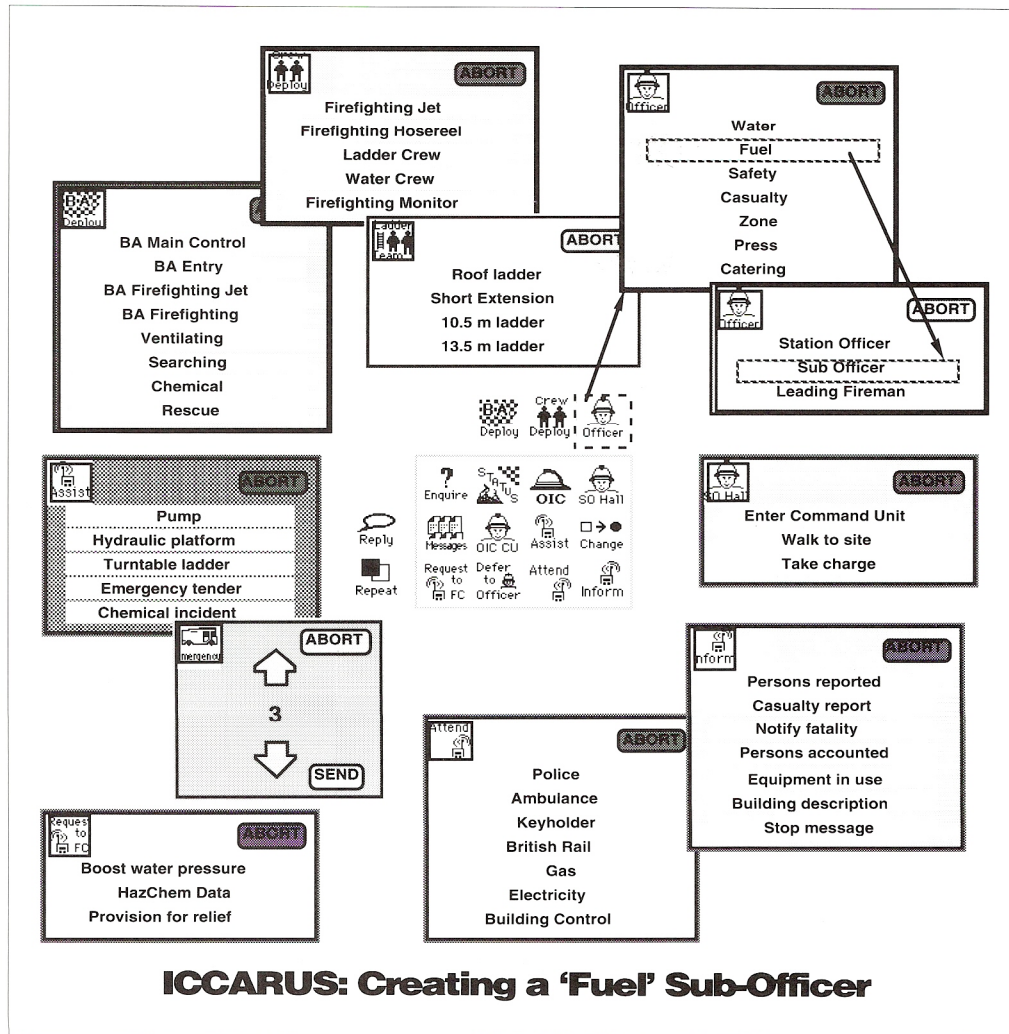 Crew
Deploy
ABORT
Firefighting Jet
Firefighting Hosereel
Ladder Crew
Water Crew
Firefighting Monitor
Officer
ABORT
Water
Fuel
Safety
Casualty
Zone
Press
Catering
B·A
Deploy
BA Main Control
BA Entry
BA Firefighting Jet
BA Firefighting
Ventilating
Searching
Chemical
Rescue
Ladder
Team
ABORT
Roof ladder
Short Extension
10.5 m ladder
13.5 m ladder
Officer
ABORT
Station Officer
Sub Officer
Leading Fireman
B·A
Deploy
Crew
Deploy
Officer
Assist
ABORT
Pump
Hydraulic platform
Turntable ladder
Emergency tender
Chemical incident
Reply
Repeat
?
Enquire
STATUS
OIC
SO Hall
Messages
OIC CU
Assist
Change
Request
to
FC
Defer
to
Officer
Attend
Inform
SO Hall
ABORT
Enter Command Unit
Walk to site
Take charge
mergency
ABORT
3
SEND
nform
ABORT
Persons reported
Casualty report
Notify fatality
Persons accounted
Equipment in use
Building description
Stop message
Attend
ABORT
Police
Ambulance
Keyholder
British Rail
Gas
Electricity
Building Control
Request
to
FC
ABORT
Boost water pressure
HazChem Data
Provision for relief
ICCARUS: Creating a 'Fuel' Sub-Officer